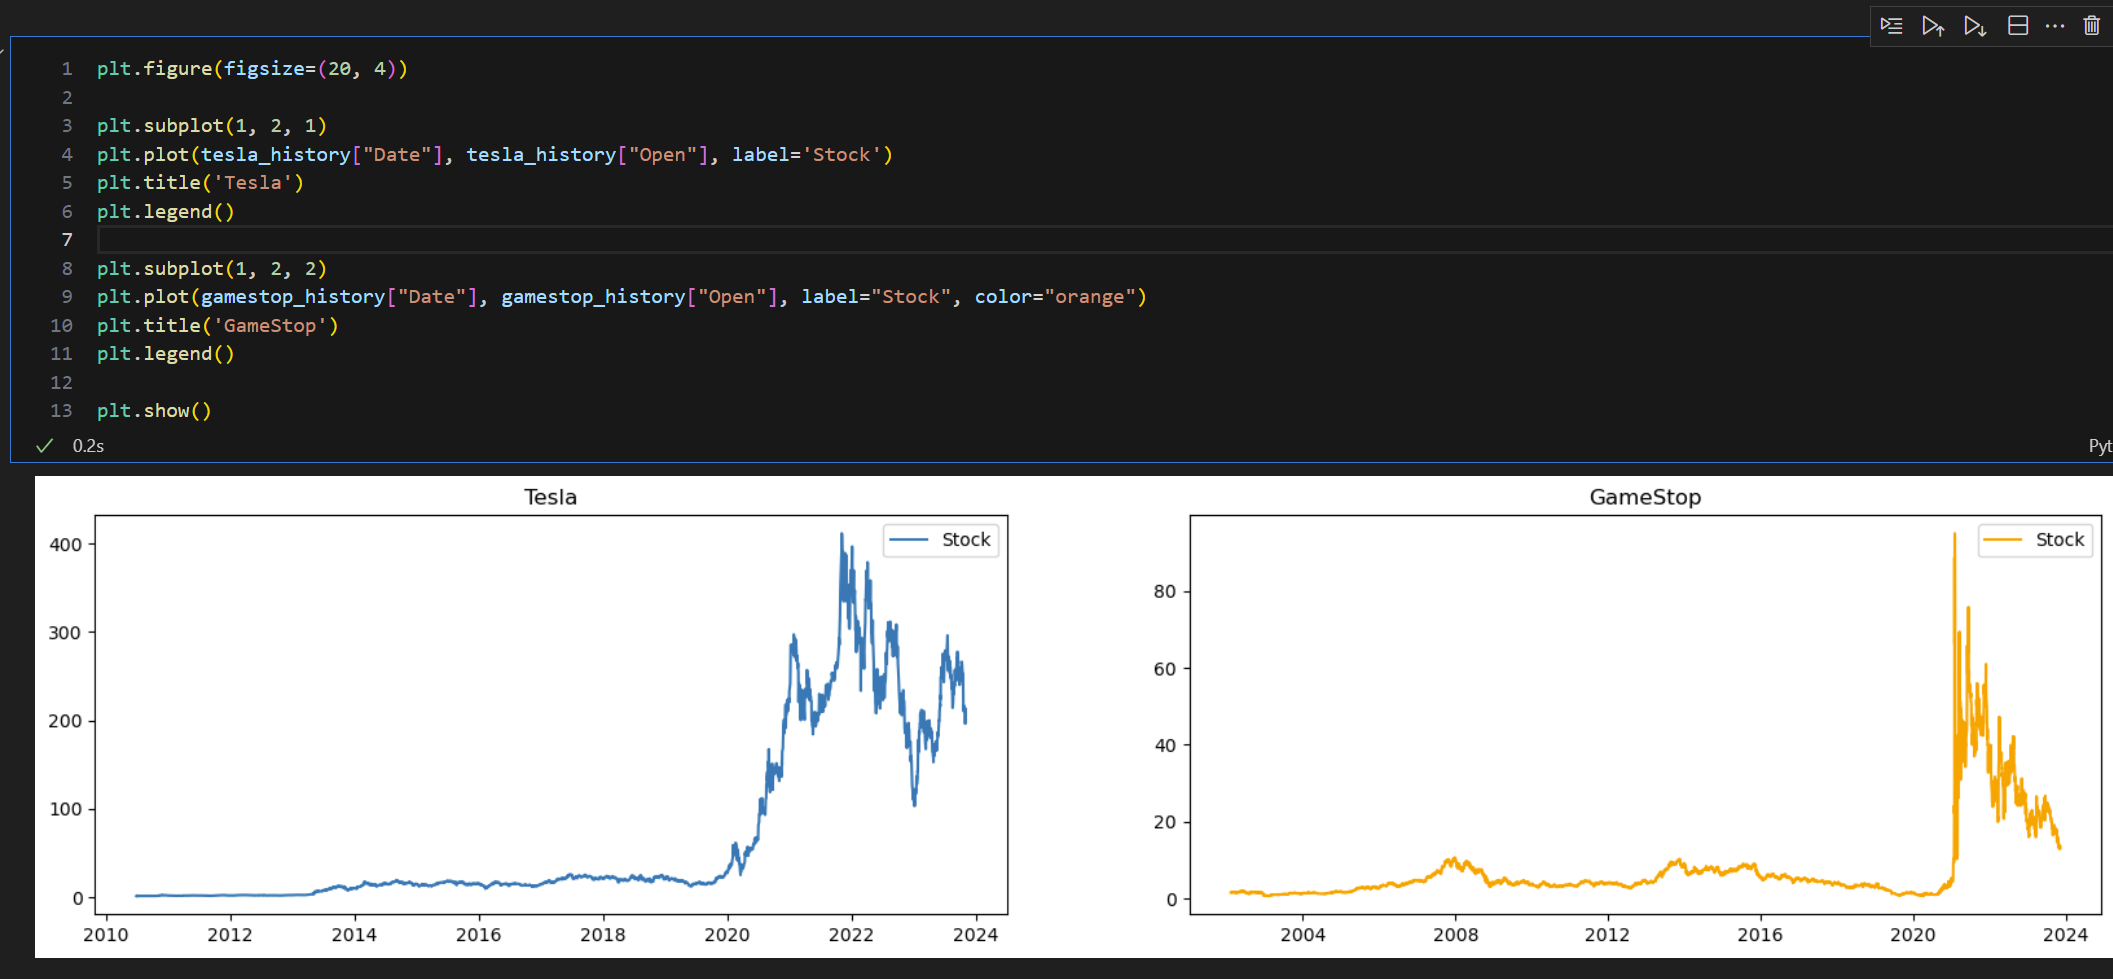 1 plt.figure(figsize=(20, 4))
2
3 plt.subplot(1, 2, 1)
4 plt.plot(tesla_history["Date"], tesla_history["Open"], label='Stock')
5 plt.title('Tesla')
6 plt.legend()
7
8 plt.subplot(1, 2, 2)
9 plt.plot(gamestop_history["Date"], gamestop_history["Open"], label="Stock", color="orange")
10 plt.title('GameStop')
11 plt.legend()
12
13 plt.show()
0.2s
Pyt
Tesla
Stock
400
300
200
100
0
2010 2012 2014 2016 2018 2020 2022 2024
GameStop
Stock
80
60
40
20
0
2004 2008 2012 2016 2020 2024